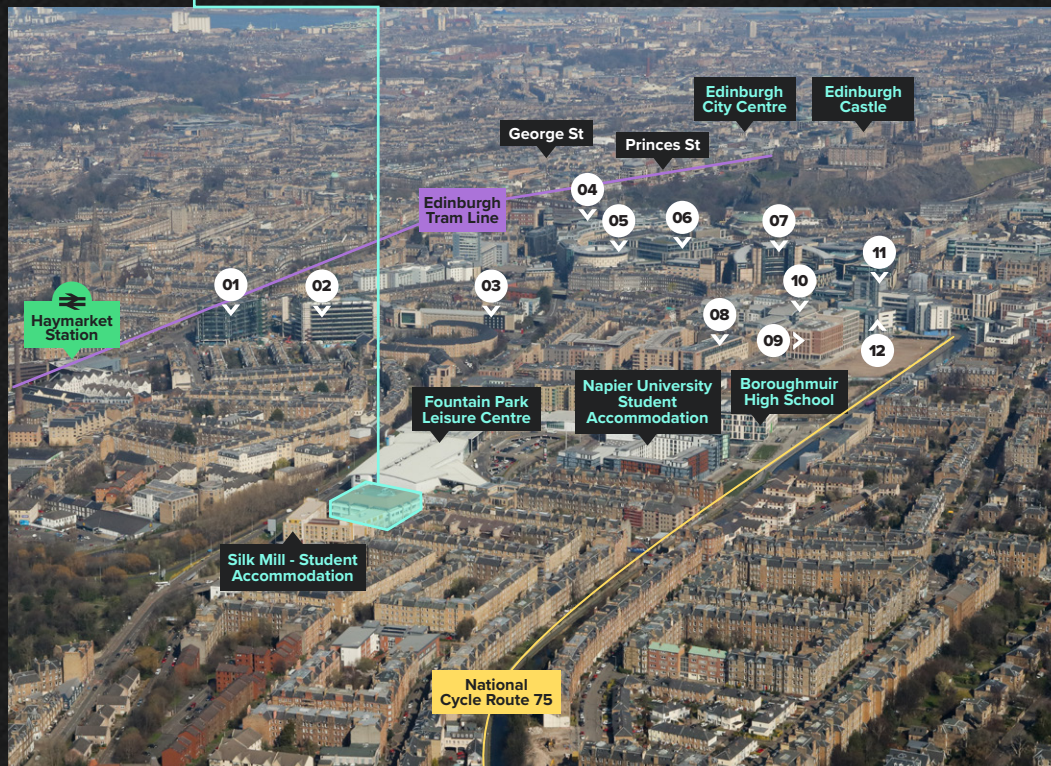 Edinburgh
City Centre
Edinburgh
Castle
George St
Princes St
04
Edinburgh
Tram Line
05
06
07
11
10
01
02
03
Haymarket
Station
08
09
12
Fountain Park
Leisure Centre
Napier University
Student
Accommodation
Boroughmuir
High School
Silk Mill - Student
Accommodation
National
Cycle Route 75